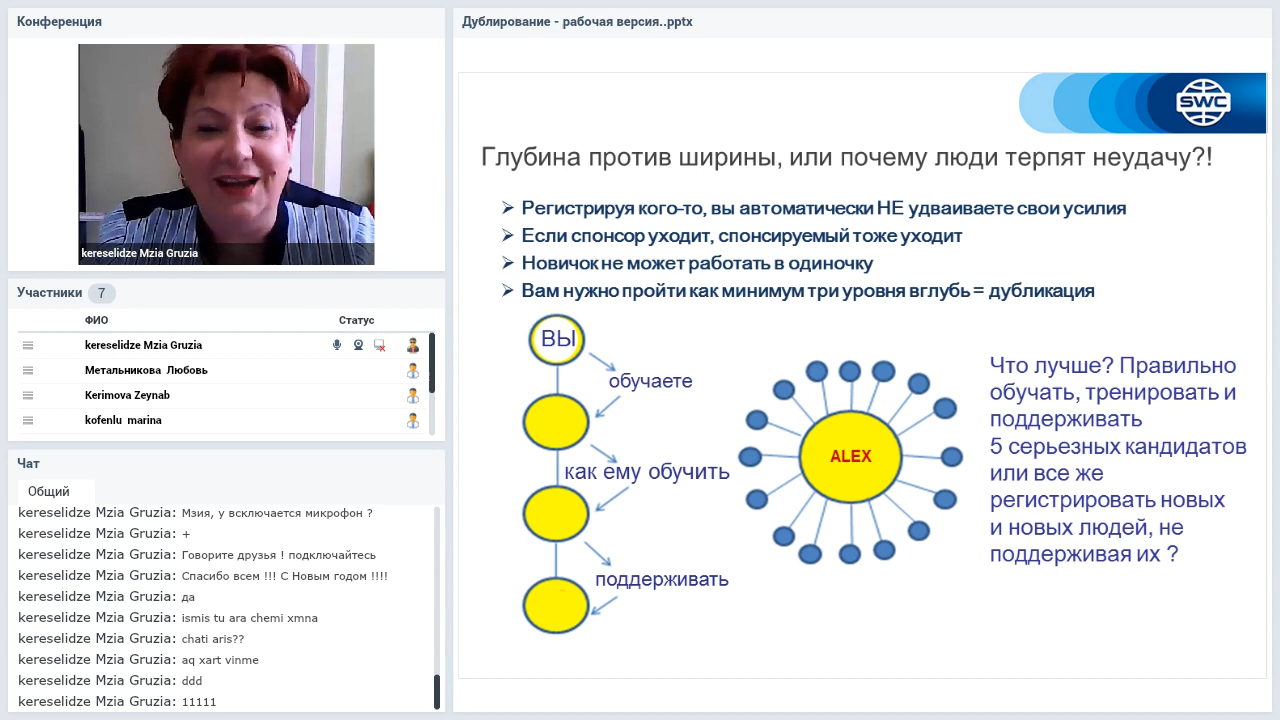 Конференция
kereselidze Mzia Gruzia
Участники 7
ФИО Статус
kereselidze Mzia Gruzia
Метальникова Любовь
Kerimova Zeynab
kofenlu marina
Чат
Общий
kereselidze Mzia Gruzia: Мзия, у всключается микрофон ?
kereselidze Mzia Gruzia: +
kereselidze Mzia Gruzia: Говорите друзья ! подключайтесь
kereselidze Mzia Gruzia: Спасибо всем !!! С Новым годом !!!!
kereselidze Mzia Gruzia: да
kereselidze Mzia Gruzia: ismis tu ara chemi xmna
kereselidze Mzia Gruzia: chati aris??
kereselidze Mzia Gruzia: aq xart vinme
kereselidze Mzia Gruzia: ddd
kereselidze Mzia Gruzia: 11111
Дублирование - рабочая версия..pptx
SWC
Глубина против ширины, или почему люди терпят неудачу?!
Регистрируя кого-то, вы автоматически НЕ удваиваете свои усилия
Если спонсор уходит, спонсируемый тоже уходит
Новичок не может работать в одиночку
Вам нужно пройти как минимум три уровня вглубь = дубликация
ВЫ
обучаете
как ему обучить
поддерживать
ALEX
Что лучше? Правильно
обучать, тренировать и
поддерживать
5 серьезных кандидатов
или все же
регистрировать новых
и новых людей, не
поддерживая их ?